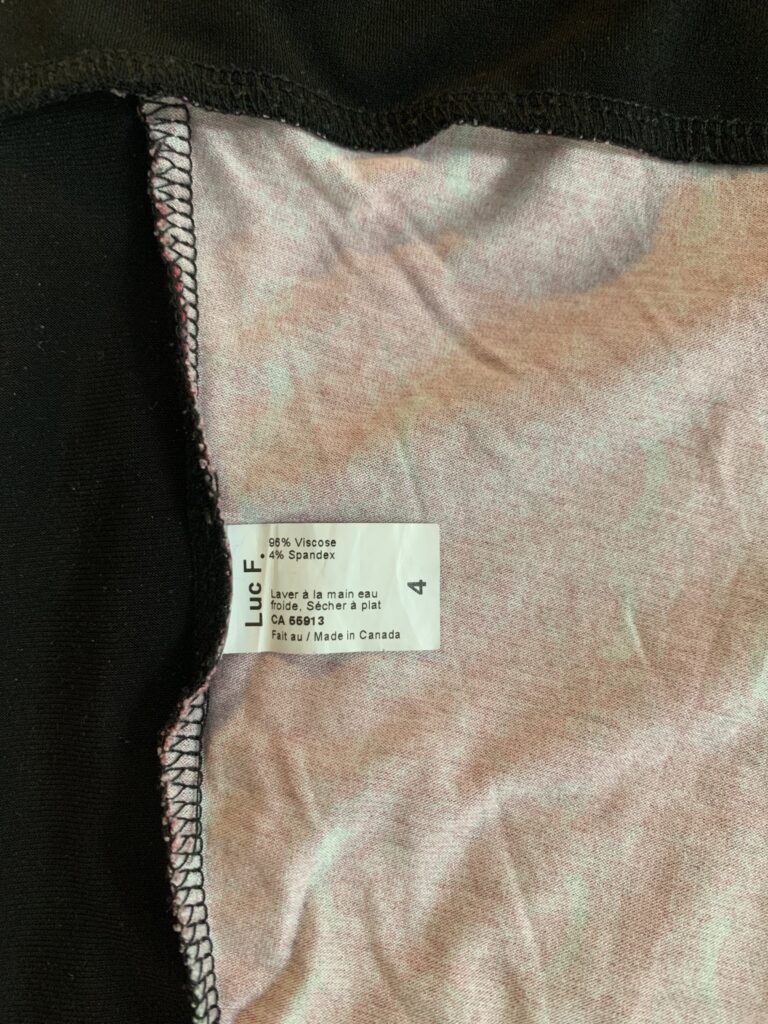 Luc F.
96% Viscose
• 4% Spandex
Laver à la main eau
froide, Sécher à plat
CA 55913
Fait au / Made in Canada
4